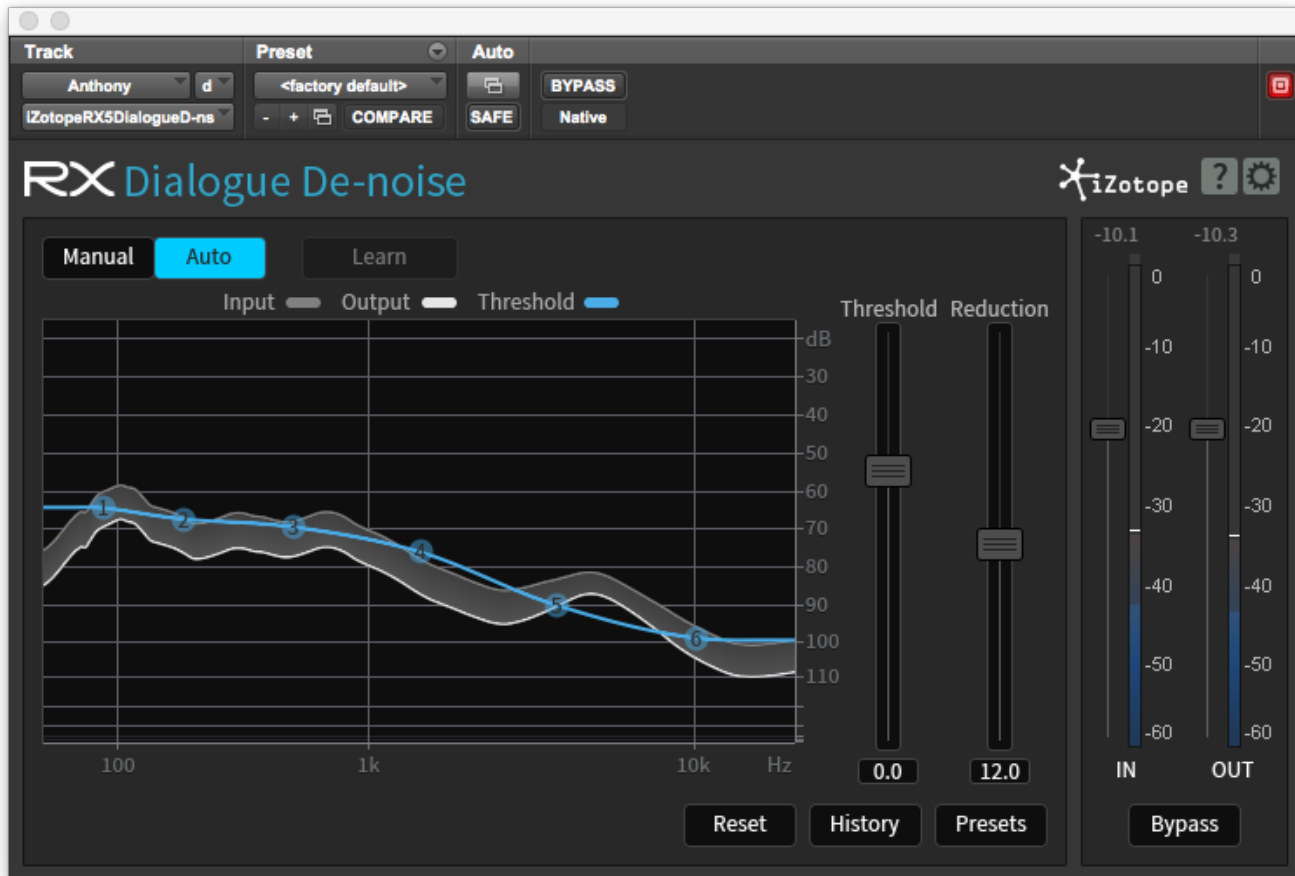 Track Preset Auto
Anthony d <factory default> BYPASS
iZotopeRX5DialogueD-ns - + COMPARE SAFE Native
RX Dialogue De-noise iZotope ?
Manual Auto Learn
-10.1 -10.3
Input Output Threshold
Threshold Reduction
dB
30
40
50
60
70
80
90
100
110
1
2
3
4
5
6
100 1k 10k Hz
0.0 12.0
0 0
-10 -10
-20 -20
-30 -30
-40 -40
-50 -50
-60 -60
IN OUT
Reset History Presets Bypass